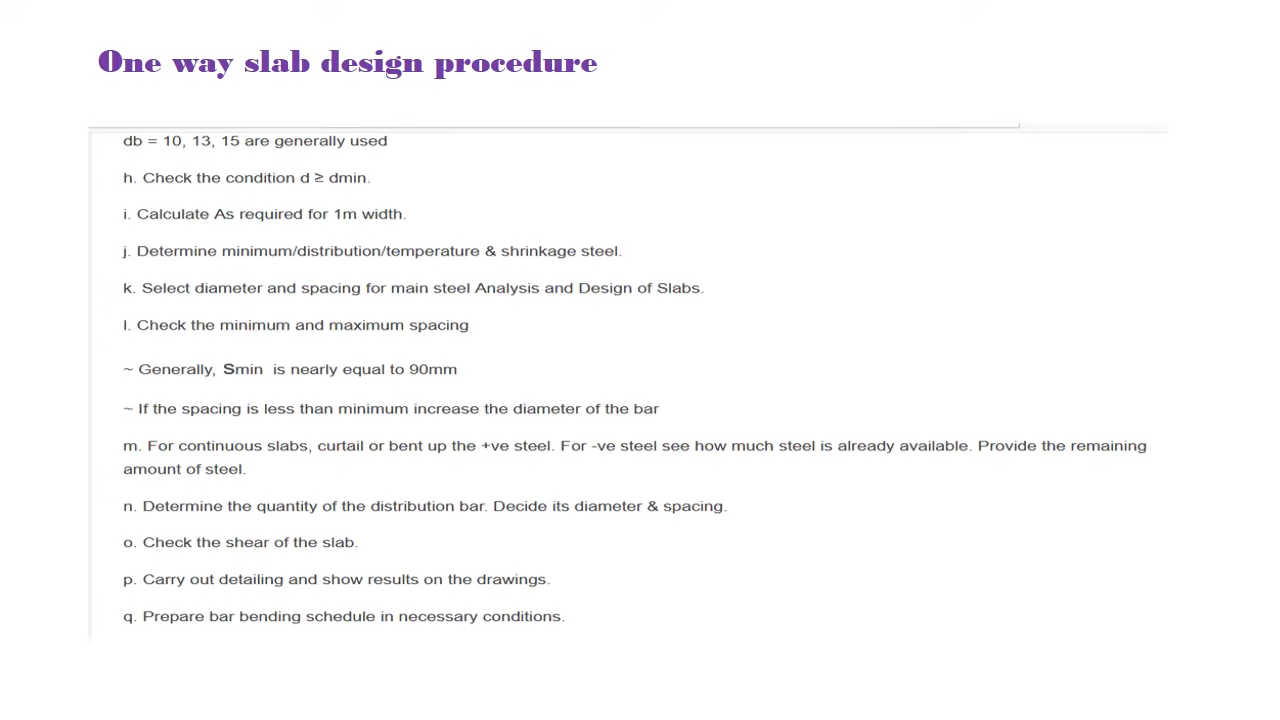 One way slab design procedure
db = 10, 13, 15 are generally used
h. Check the condition d ≥ dmin.
i. Calculate As required for 1m width.
j. Determine minimum/distribution/temperature & shrinkage steel.
k. Select diameter and spacing for main steel Analysis and Design of Slabs.
l. Check the minimum and maximum spacing
~ Generally, Smin is nearly equal to 90mm
~ If the spacing is less than minimum increase the diameter of the bar
m. For continuous slabs, curtail or bent up the +ve steel. For -ve steel see how much steel is already available. Provide the remaining
amount of steel.
n. Determine the quantity of the distribution bar. Decide its diameter & spacing.
o. Check the shear of the slab.
p. Carry out detailing and show results on the drawings.
q. Prepare bar bending schedule in necessary conditions.